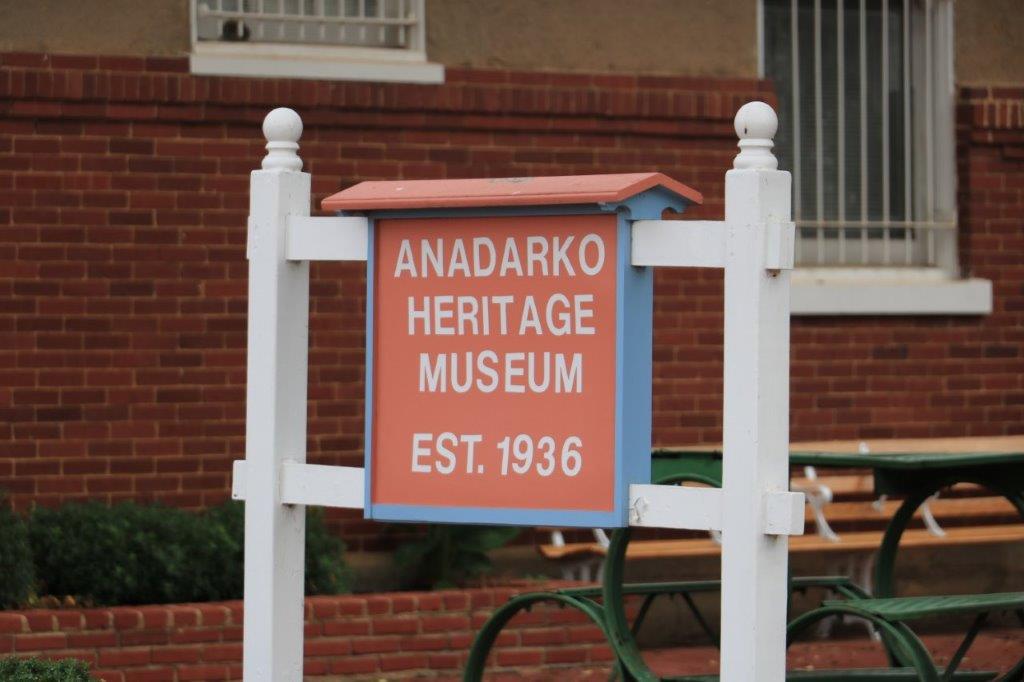 ANADARKO
HERITAGE
MUSEUM
EST. 1936